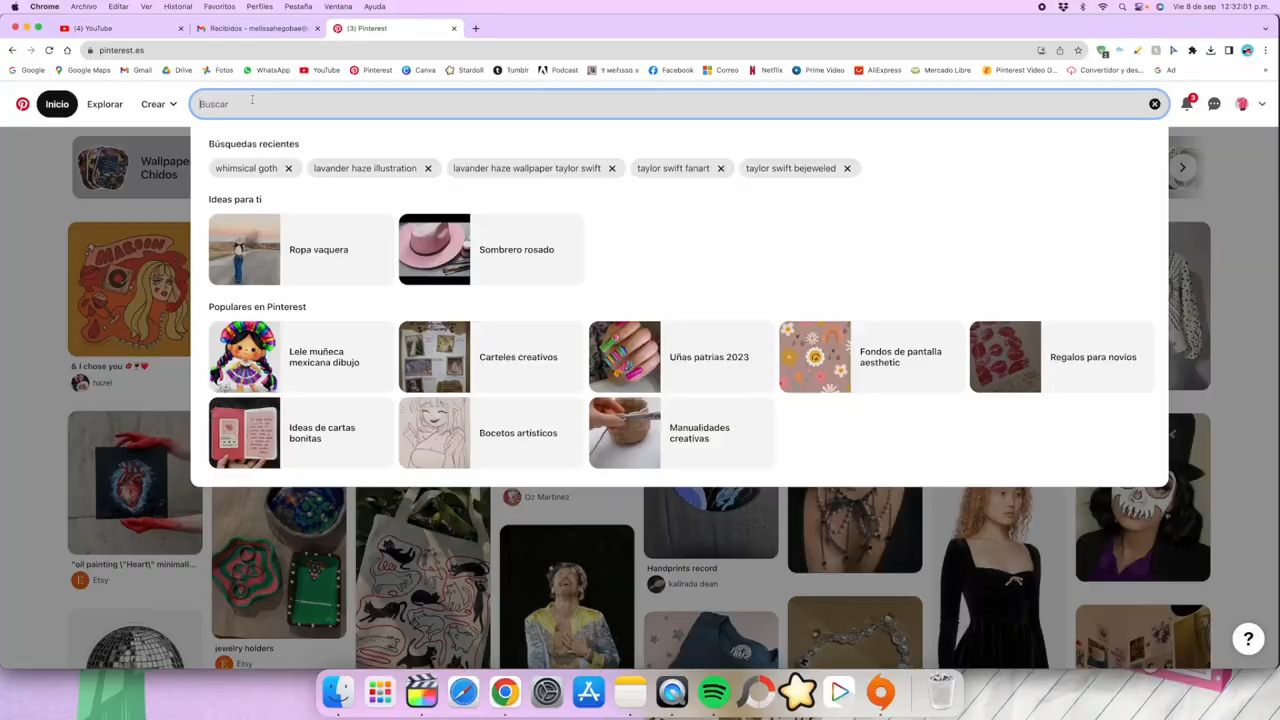 Chrome Archivo Editar Ver Historial Favoritos Perfiles Pestaña Ventana Ayuda
Vie 8 de sep 12:32:01 p.m.
(4) YouTube
Recibidos - melissahegobae@
(3) Pinterest
pinterest.es
Google Google Maps Gmail Drive Fotos WhatsApp YouTube Pinterest Canva Stardoll Tumblr Podcast Facebook Correo Netflix Prime Video AliExpress Mercado Libre Pinterest Video D... Convertidor y des... Ad
Inicio Explorar Crear Buscar
3
Búsquedas recientes
whimsical goth lavander haze illustration lavander haze wallpaper taylor swift taylor swift fanart taylor swift bejeweled
Wallpaper
Chidos
Ideas para ti
Ropa vaquera Sombrero rosado
Populares en Pinterest
MAROON
Lele muñeca
mexicana dibujo
Carteles creativos
Uñas patrias 2023
Fondos de pantalla
aesthetic
Regalos para novios
& I chose you
hazel
Ideas de cartas
bonitas
Bocetos artísticos
Manualidades
creativas
Oz Martinez
"oil painting \"Heart\" minimali...
Etsy
Handprints record
kalirada dean
jewelry holders
Etsy
?